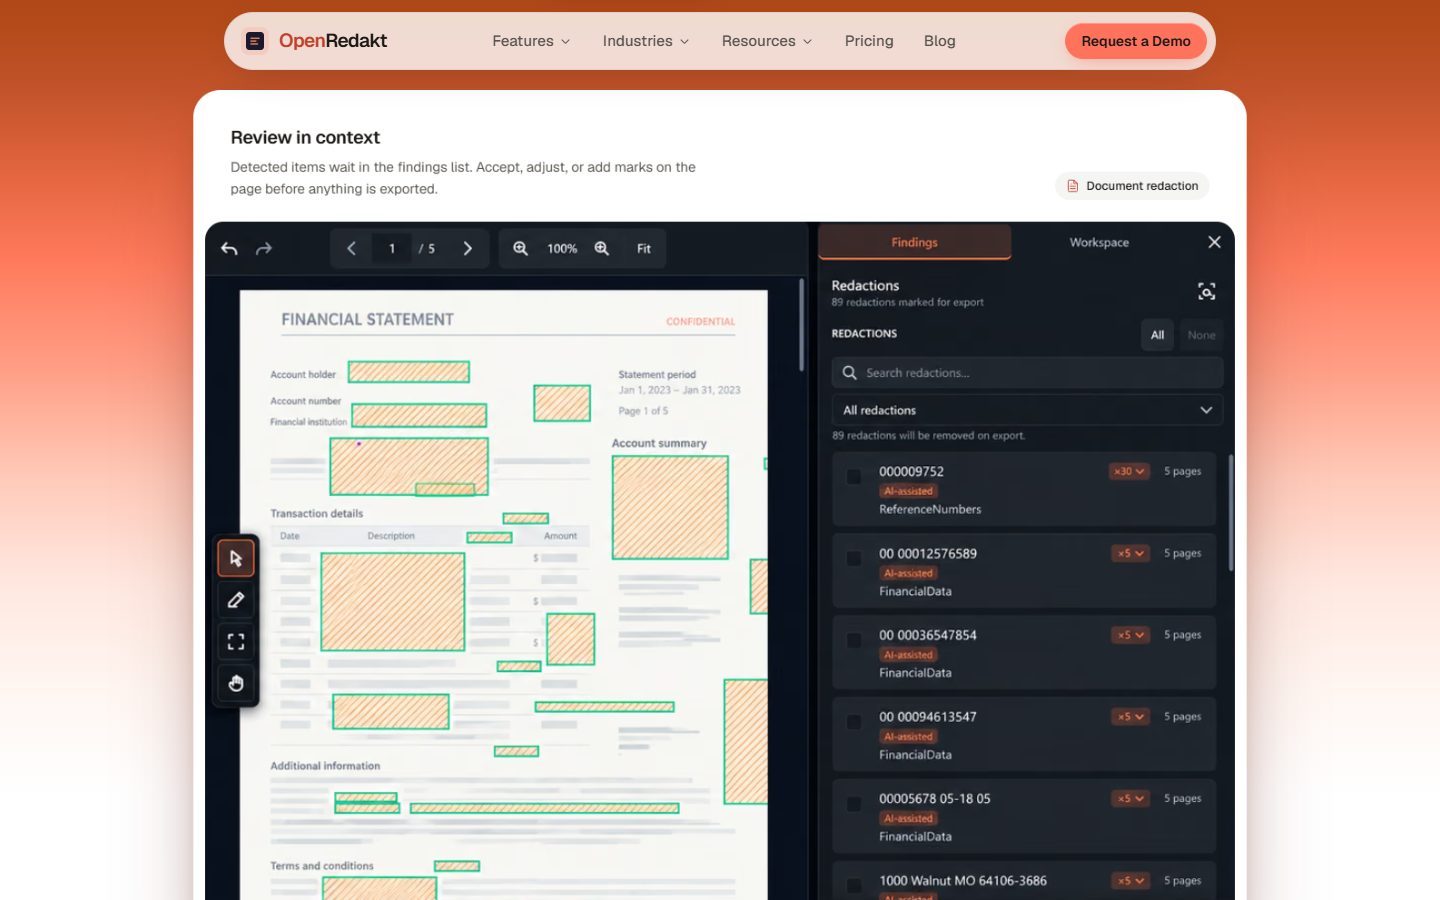 OpenRedakt
Features
Industries
Resources
Pricing
Blog
Request a Demo
Review in context
Detected items wait in the findings list. Accept, adjust, or add marks on the
page before anything is exported.
Document redaction
1 / 5
100%
Fit
FINANCIAL STATEMENT
CONFIDENTIAL
Account holder
Account number
Financial institution
Statement period
Jan 1, 2023 – Jan 31, 2023
Page 1 of 5
Account summary
Transaction details
Date
Description
Amount
$
$
$
Additional information
Terms and conditions
Findings
Workspace
Redactions
89 redactions marked for export
REDACTIONS
All
None
Search redactions...
All redactions
89 redactions will be removed on export.
000009752
×30
5 pages
AI-assisted
ReferenceNumbers
00 00012576589
×5
5 pages
AI-assisted
FinancialData
00 00036547854
×5
5 pages
AI-assisted
FinancialData
00 00094613547
×5
5 pages
AI-assisted
FinancialData
00005678 05-18 05
×5
5 pages
AI-assisted
FinancialData
1000 Walnut MO 64106-3686
×5
5 pages
AI-assisted